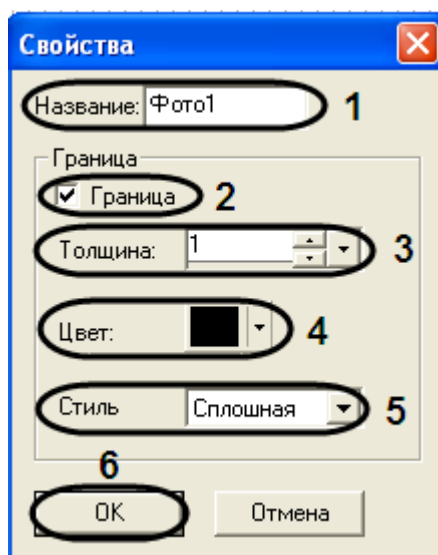 Свойства
Название: Фото1 1
Граница
Граница 2
Толщина: 1 3
Цвет: 4
Стиль Сплошная 5
6
OK Отмена